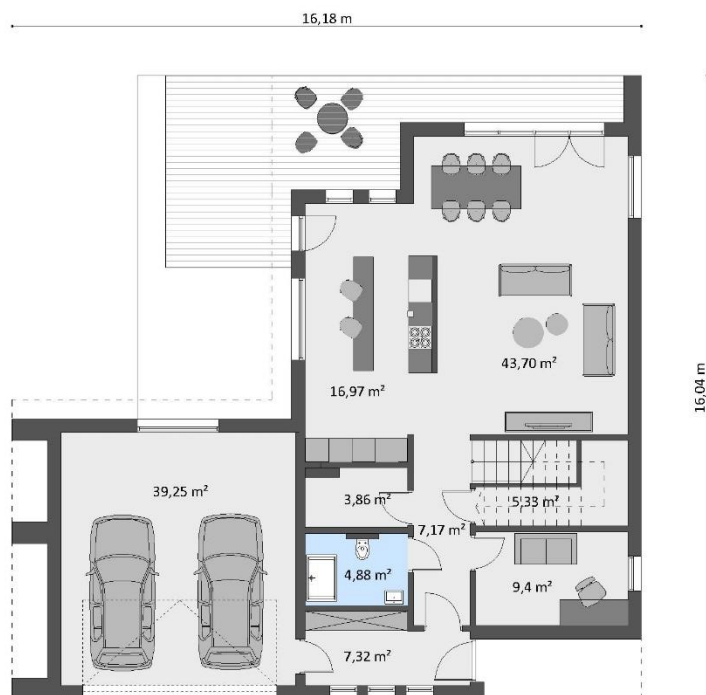 16,18 m
16,04 m
43,70 m²
16,97 m²
39,25 m²
3,86 m²
5,33 m²
7,17 m²
4,88 m²
9,4 m²
7,32 m²